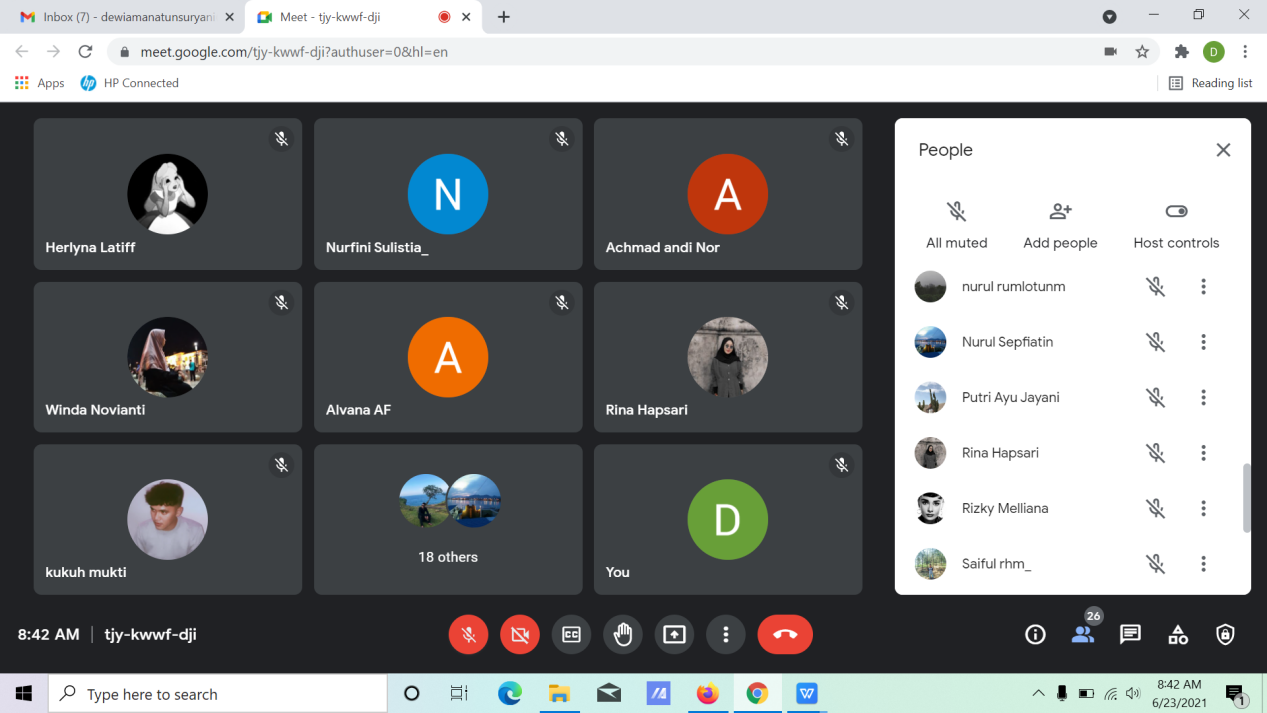 Inbox (7) - dewiamanatunsuryani
Meet - tjy-kwwf-dji
meet.google.com/tjy-kwwf-dji?authuser=0&hl=en
D
Apps
HP Connected
Reading list
Herlyna Latiff
N
Nurfini Sulistia_
A
Achmad andi Nor
Winda Novianti
A
Alvana AF
Rina Hapsari
kukuh mukti
18 others
D
You
People
All muted
Add people
Host controls
nurul rumlotunm
Nurul Sepfiatin
Putri Ayu Jayani
Rina Hapsari
Rizky Melliana
Saiful rhm_
8:42 AM | tjy-kwwf-dji
26
Type here to search
8:42 AM
6/23/2021
1